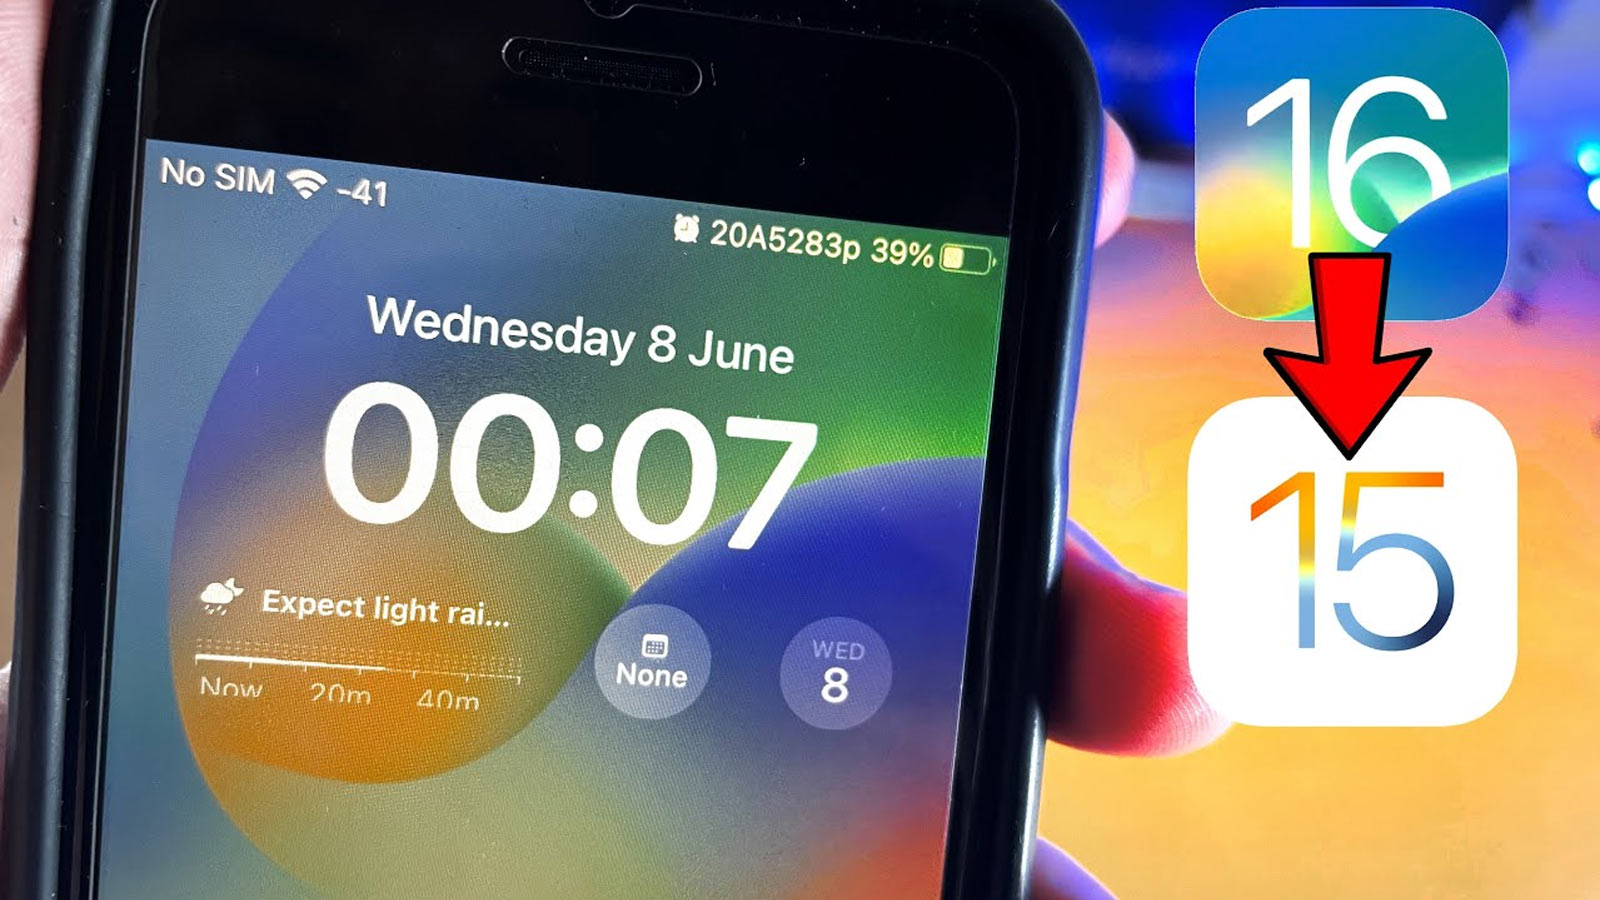 No SIM -41
20A5283p 39%
Wednesday 8 June
00:07
Expect light rai...
Now 20m 40m
None
WED
8
16
15